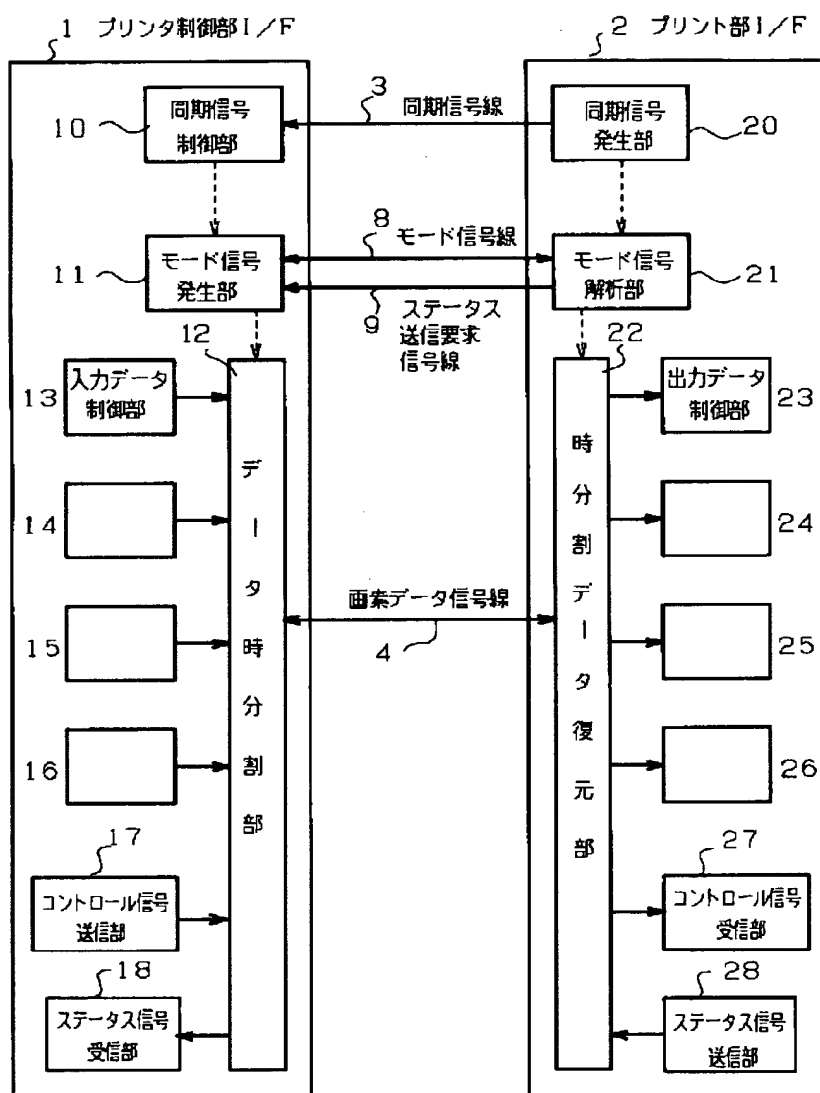 1 プリンタ制御部I/F
2 プリント部I/F
3
同期信号線
10
同期信号
制御部
同期信号
発生部
20
8
モード信号線
11
モード信号
発生部
モード信号
解析部
21
9
ステータス
送信要求
信号線
12
22
13
入力データ
制御部
出力データ
制御部
23
データ時分割部
時分割データ復元部
14
24
画素データ信号線
4
15
25
16
26
17
コントロール信号
送信部
27
コントロール信号
受信部
18
ステータス信号
受信部
28
ステータス信号
送信部